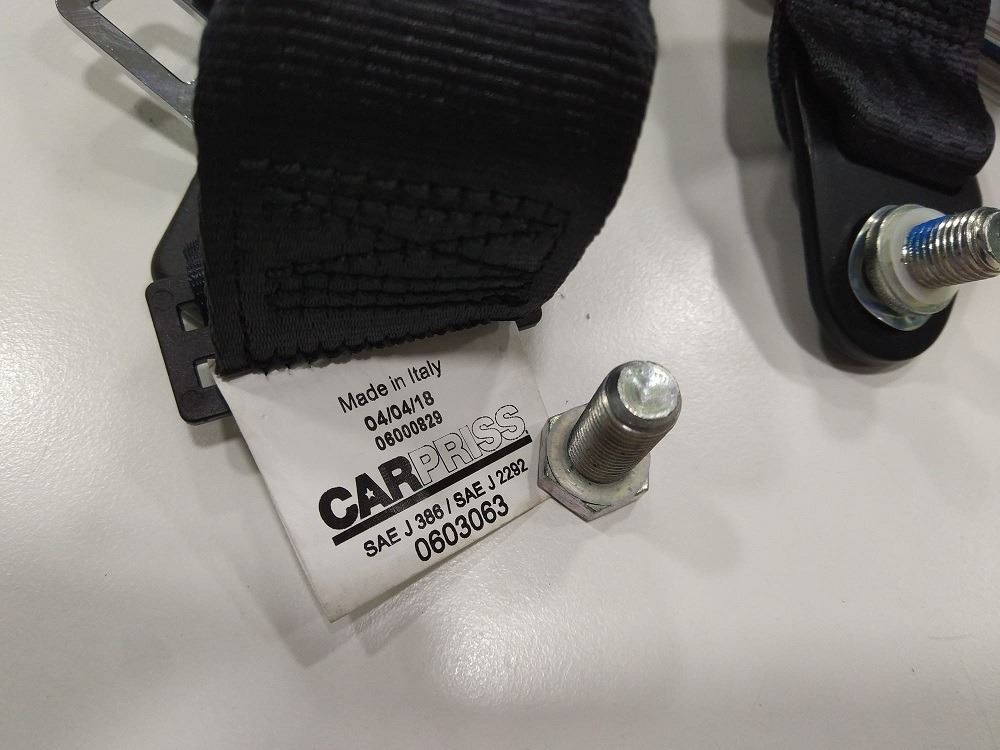 Made in Italy
04/04/18
06000829
CARPRISS
SAE J 386 / SAE J 2292
0603063